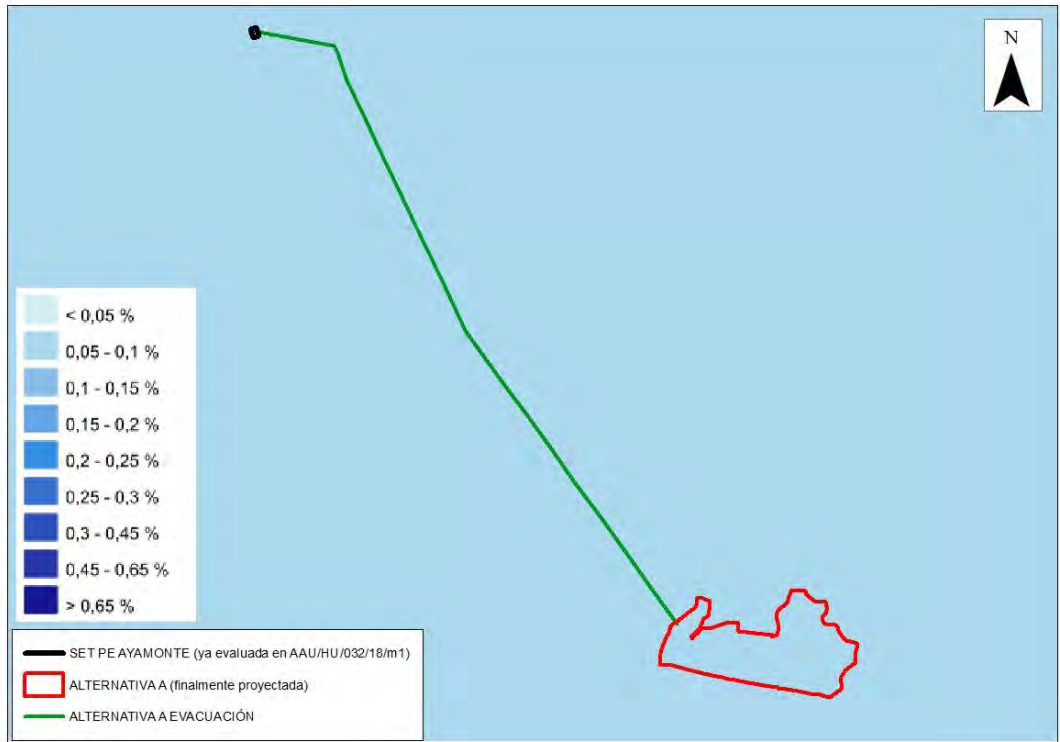 N
< 0,05 %
0,05 - 0,1 %
0,1 - 0,15 %
0,15 - 0,2 %
0,2 - 0,25 %
0,25 - 0,3 %
0,3 - 0,45 %
0,45 - 0,65 %
> 0,65 %
SET PE AYAMONTE (ya evaluada en AAU/HU/032/18/m1)
ALTERNATIVA A (finalmente proyectada)
ALTERNATIVA A EVACUACIÓN